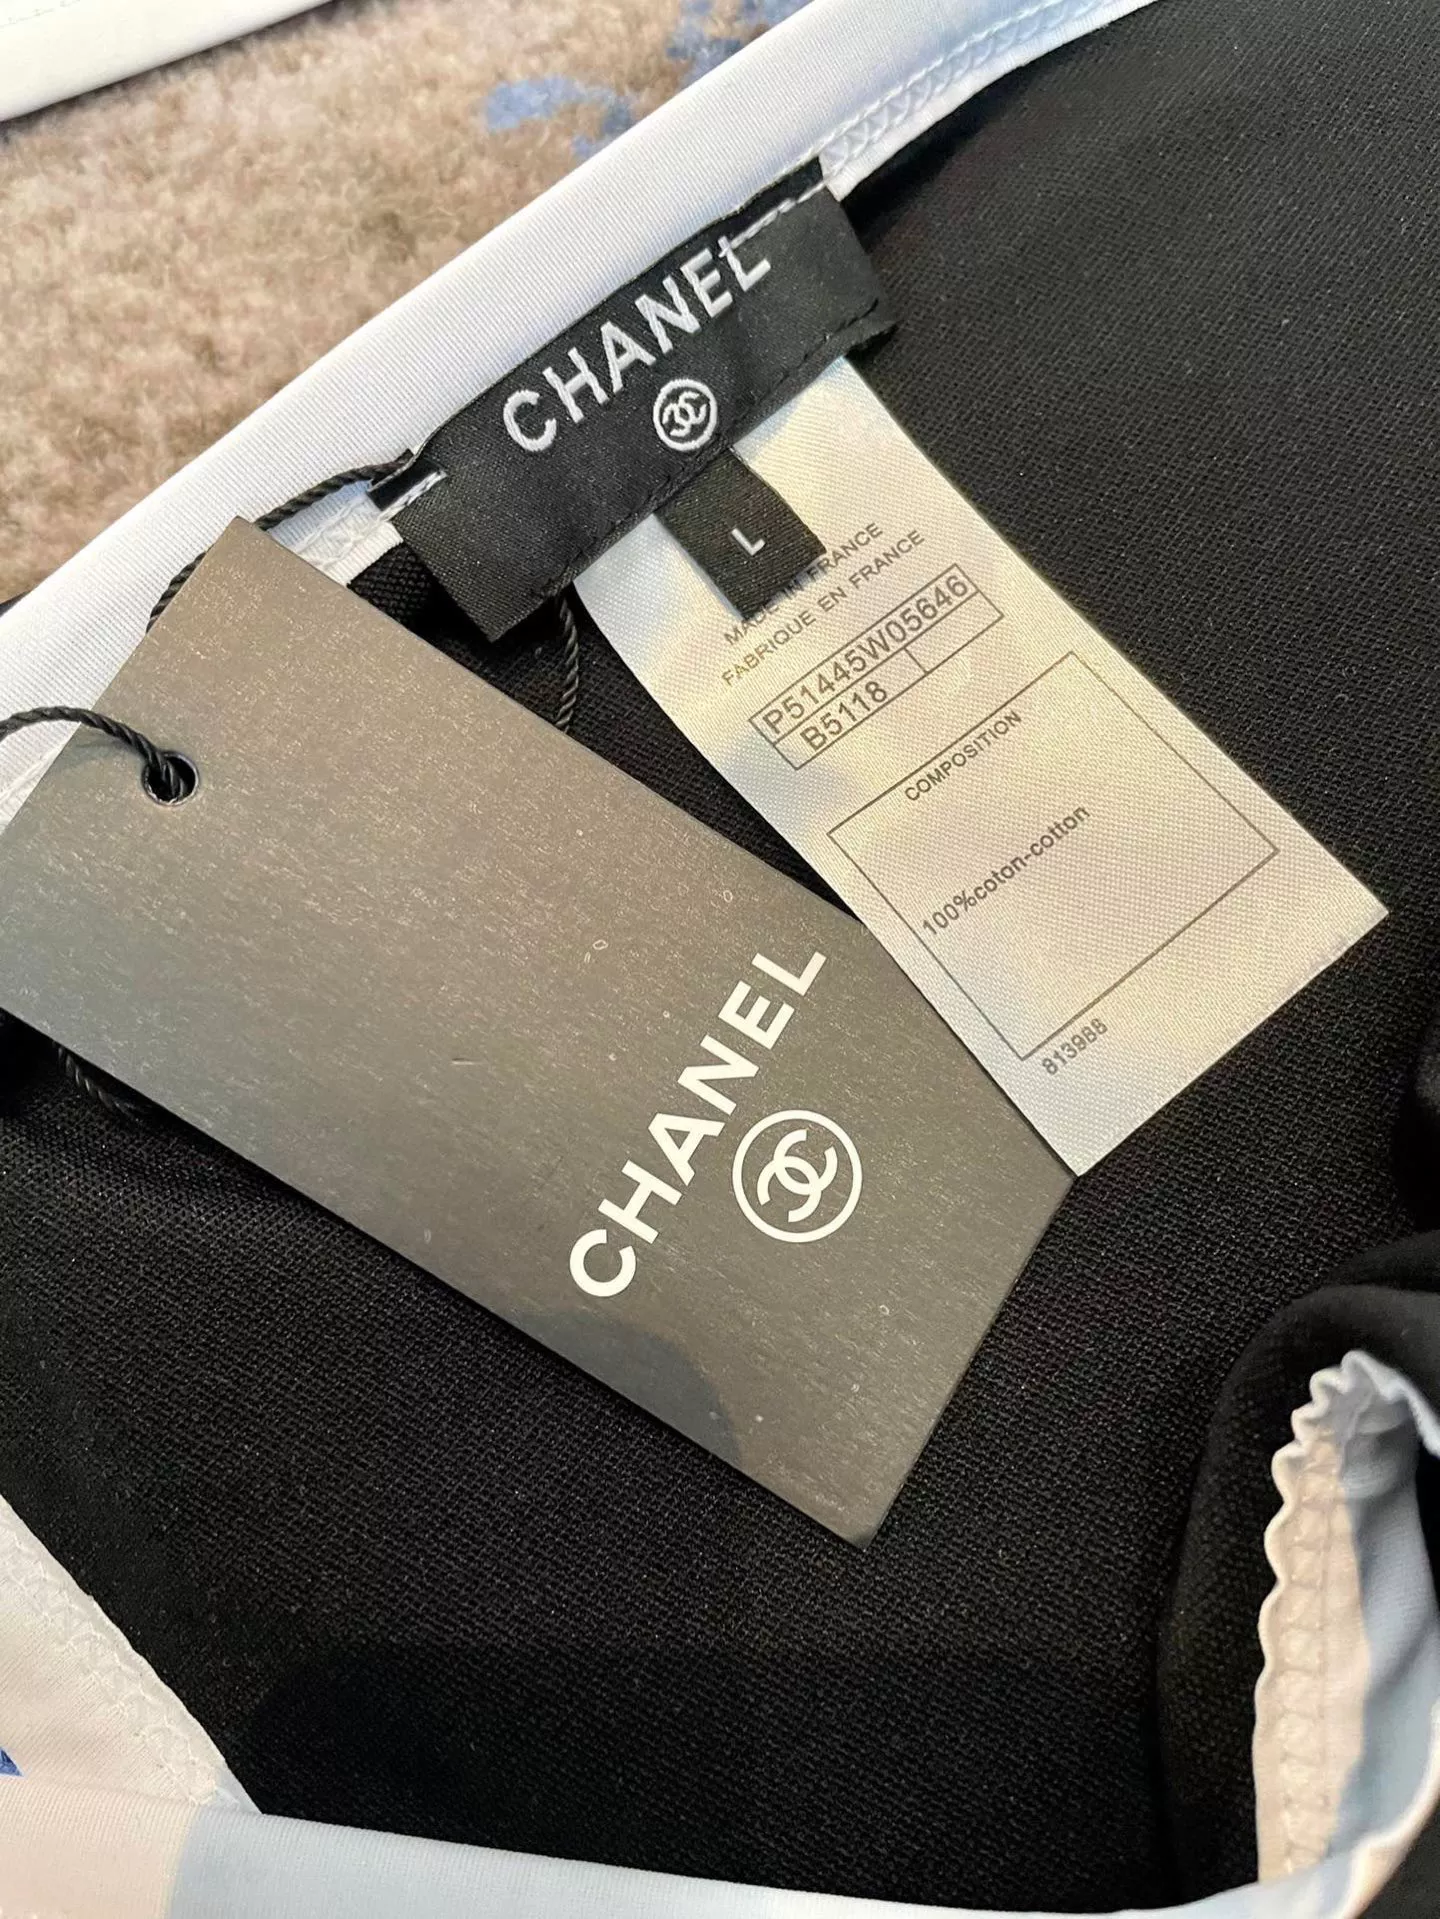 CHANEL
L
MADE IN FRANCE
FABRIQUE EN FRANCE
P51445W05646
B5118
COMPOSITION
100%coton-cotton
813988
CHANEL